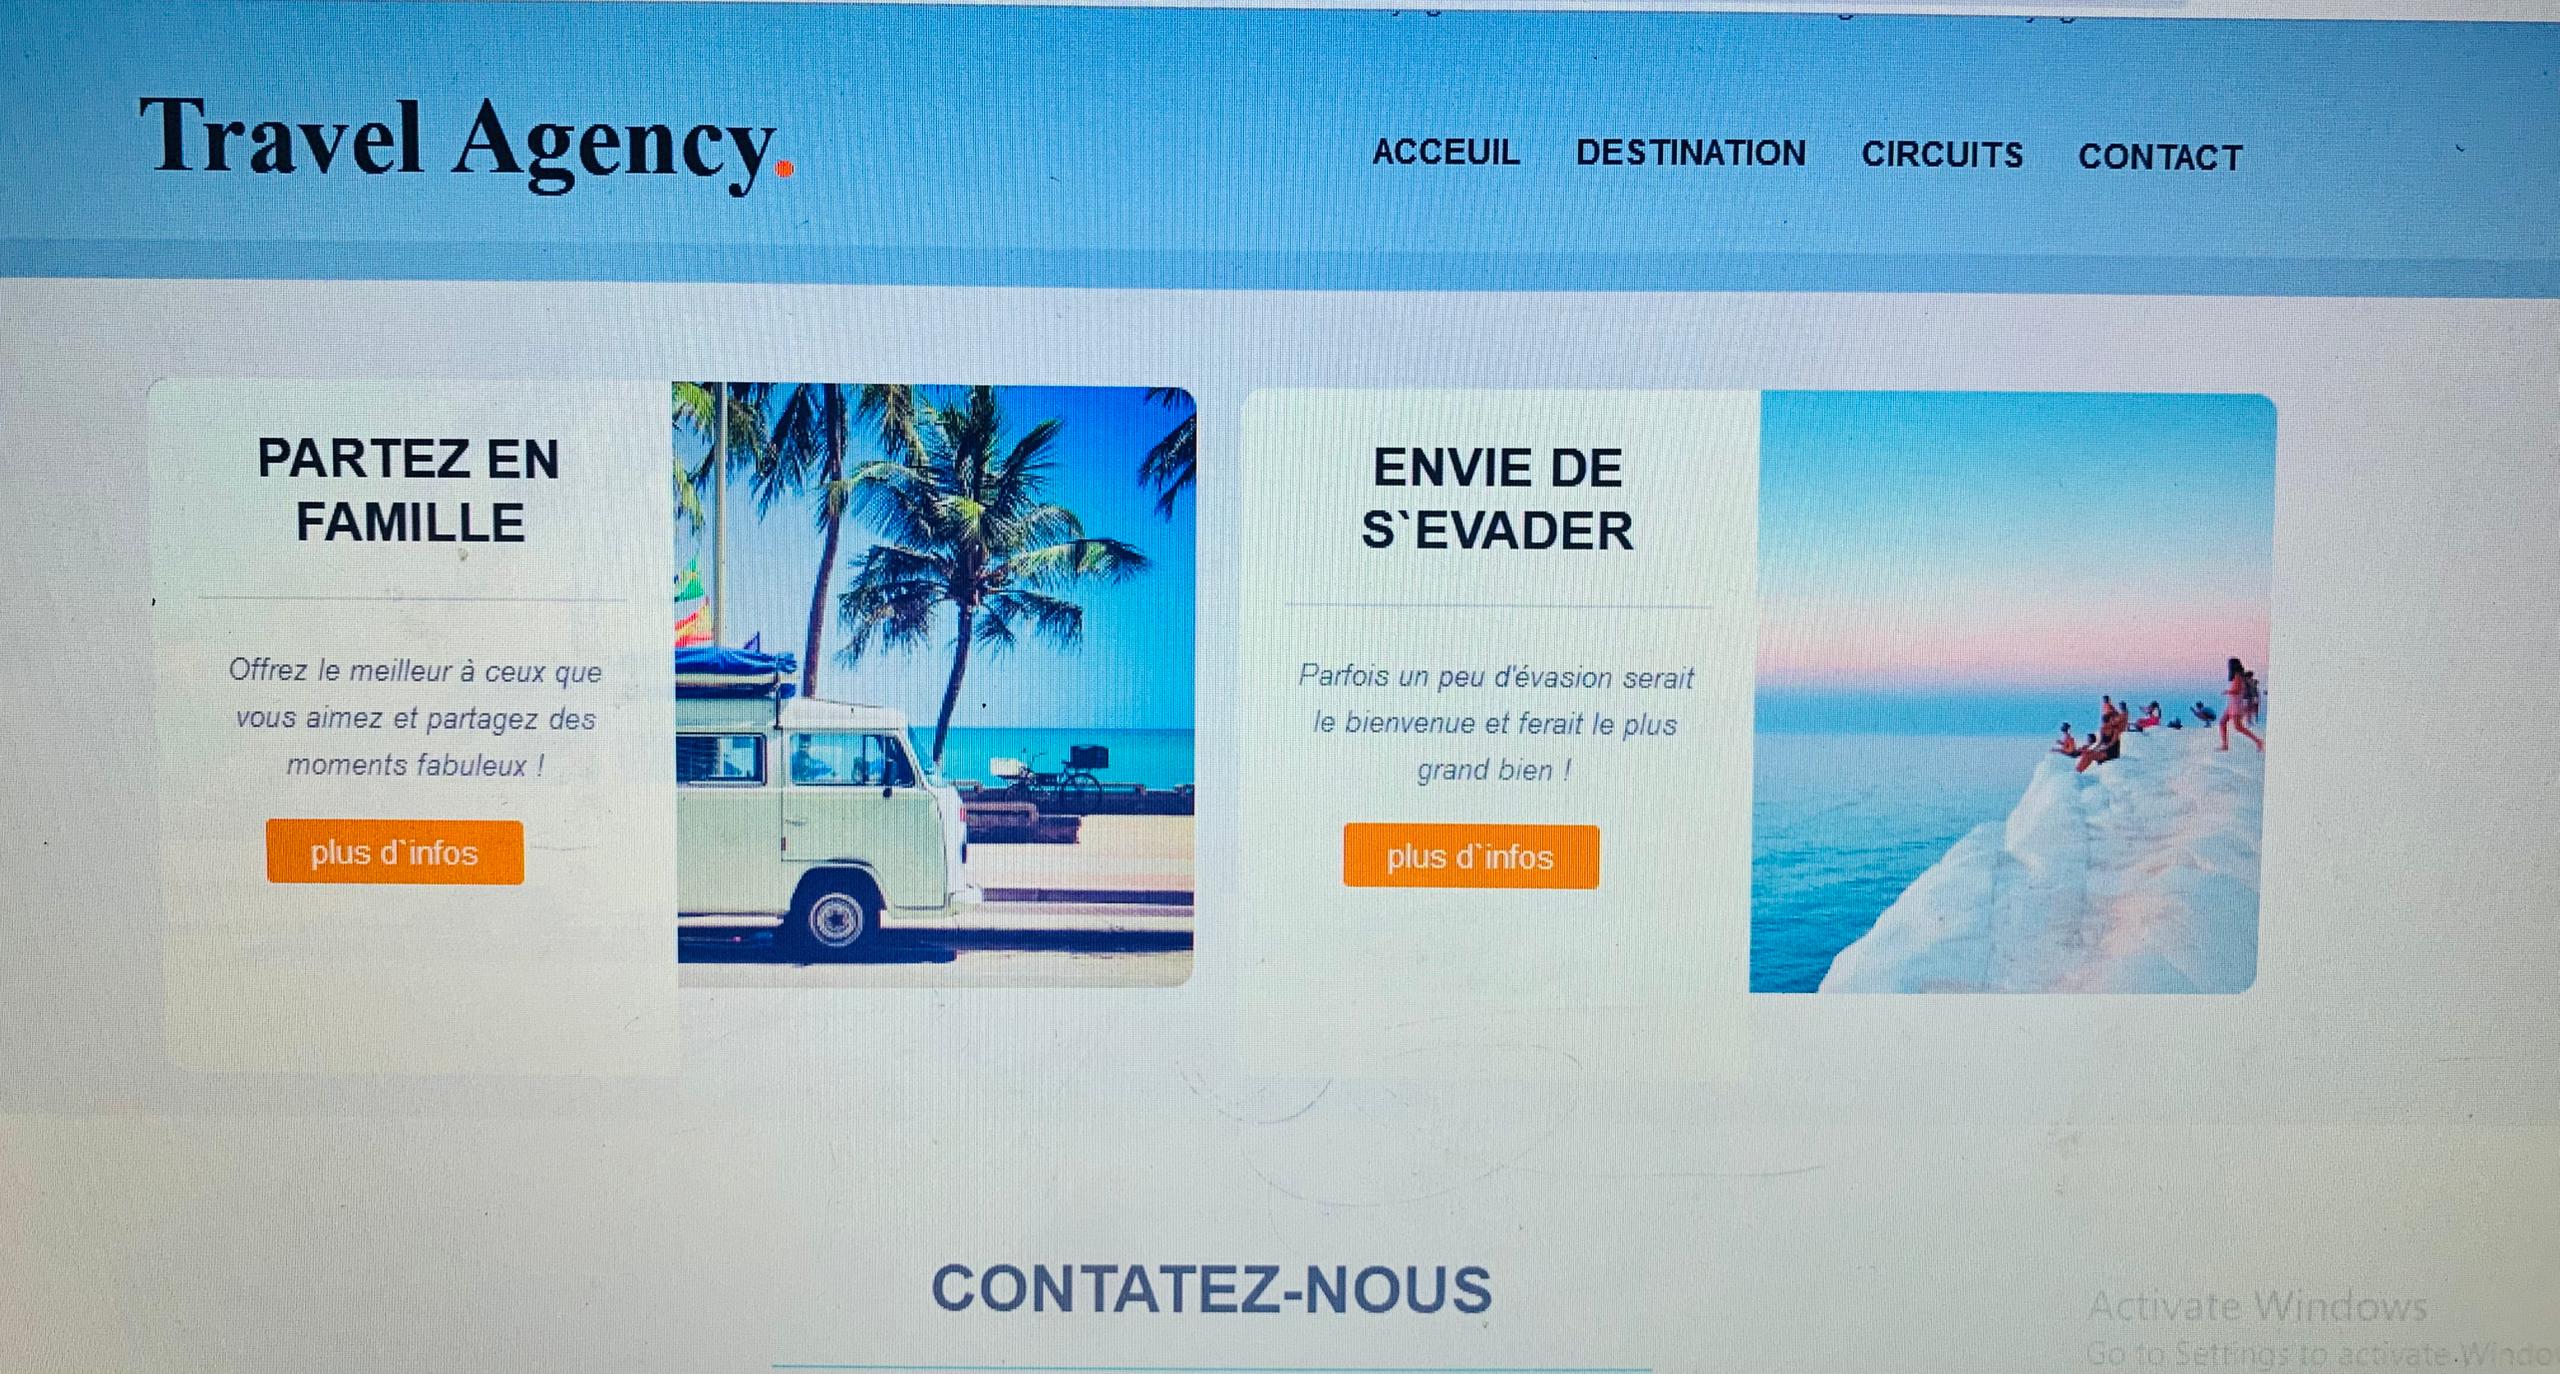 Travel Agency.
ACCEUIL DESTINATION CIRCUITS CONTACT
PARTEZ EN
FAMILLE
Offrez le meilleur à ceux que
vous aimez et partagez des
moments fabuleux !
plus d`infos
ENVIE DE
S`EVADER
Parfois un peu d'évasion serait
le bienvenue et ferait le plus
grand bien !
plus d`infos
CONTATEZ-NOUS
Activate Windows
Go to Settings to activate